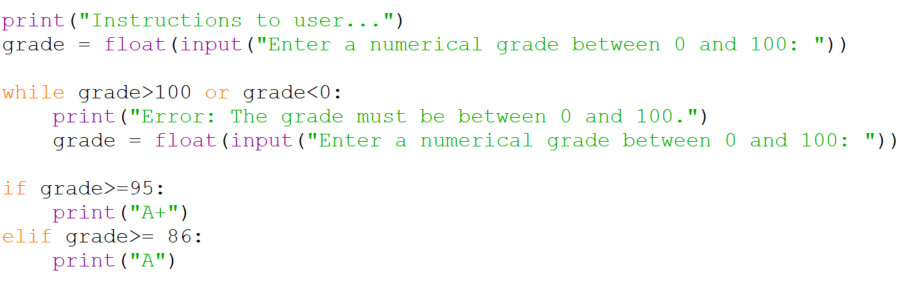 print("Instructions to user...")
grade = float(input("Enter a numerical grade between 0 and 100: "))

while grade>100 or grade<0:
    print("Error: The grade must be between 0 and 100.")
    grade = float(input("Enter a numerical grade between 0 and 100: "))

if grade>=95:
    print("A+")
elif grade>= 86:
    print("A")